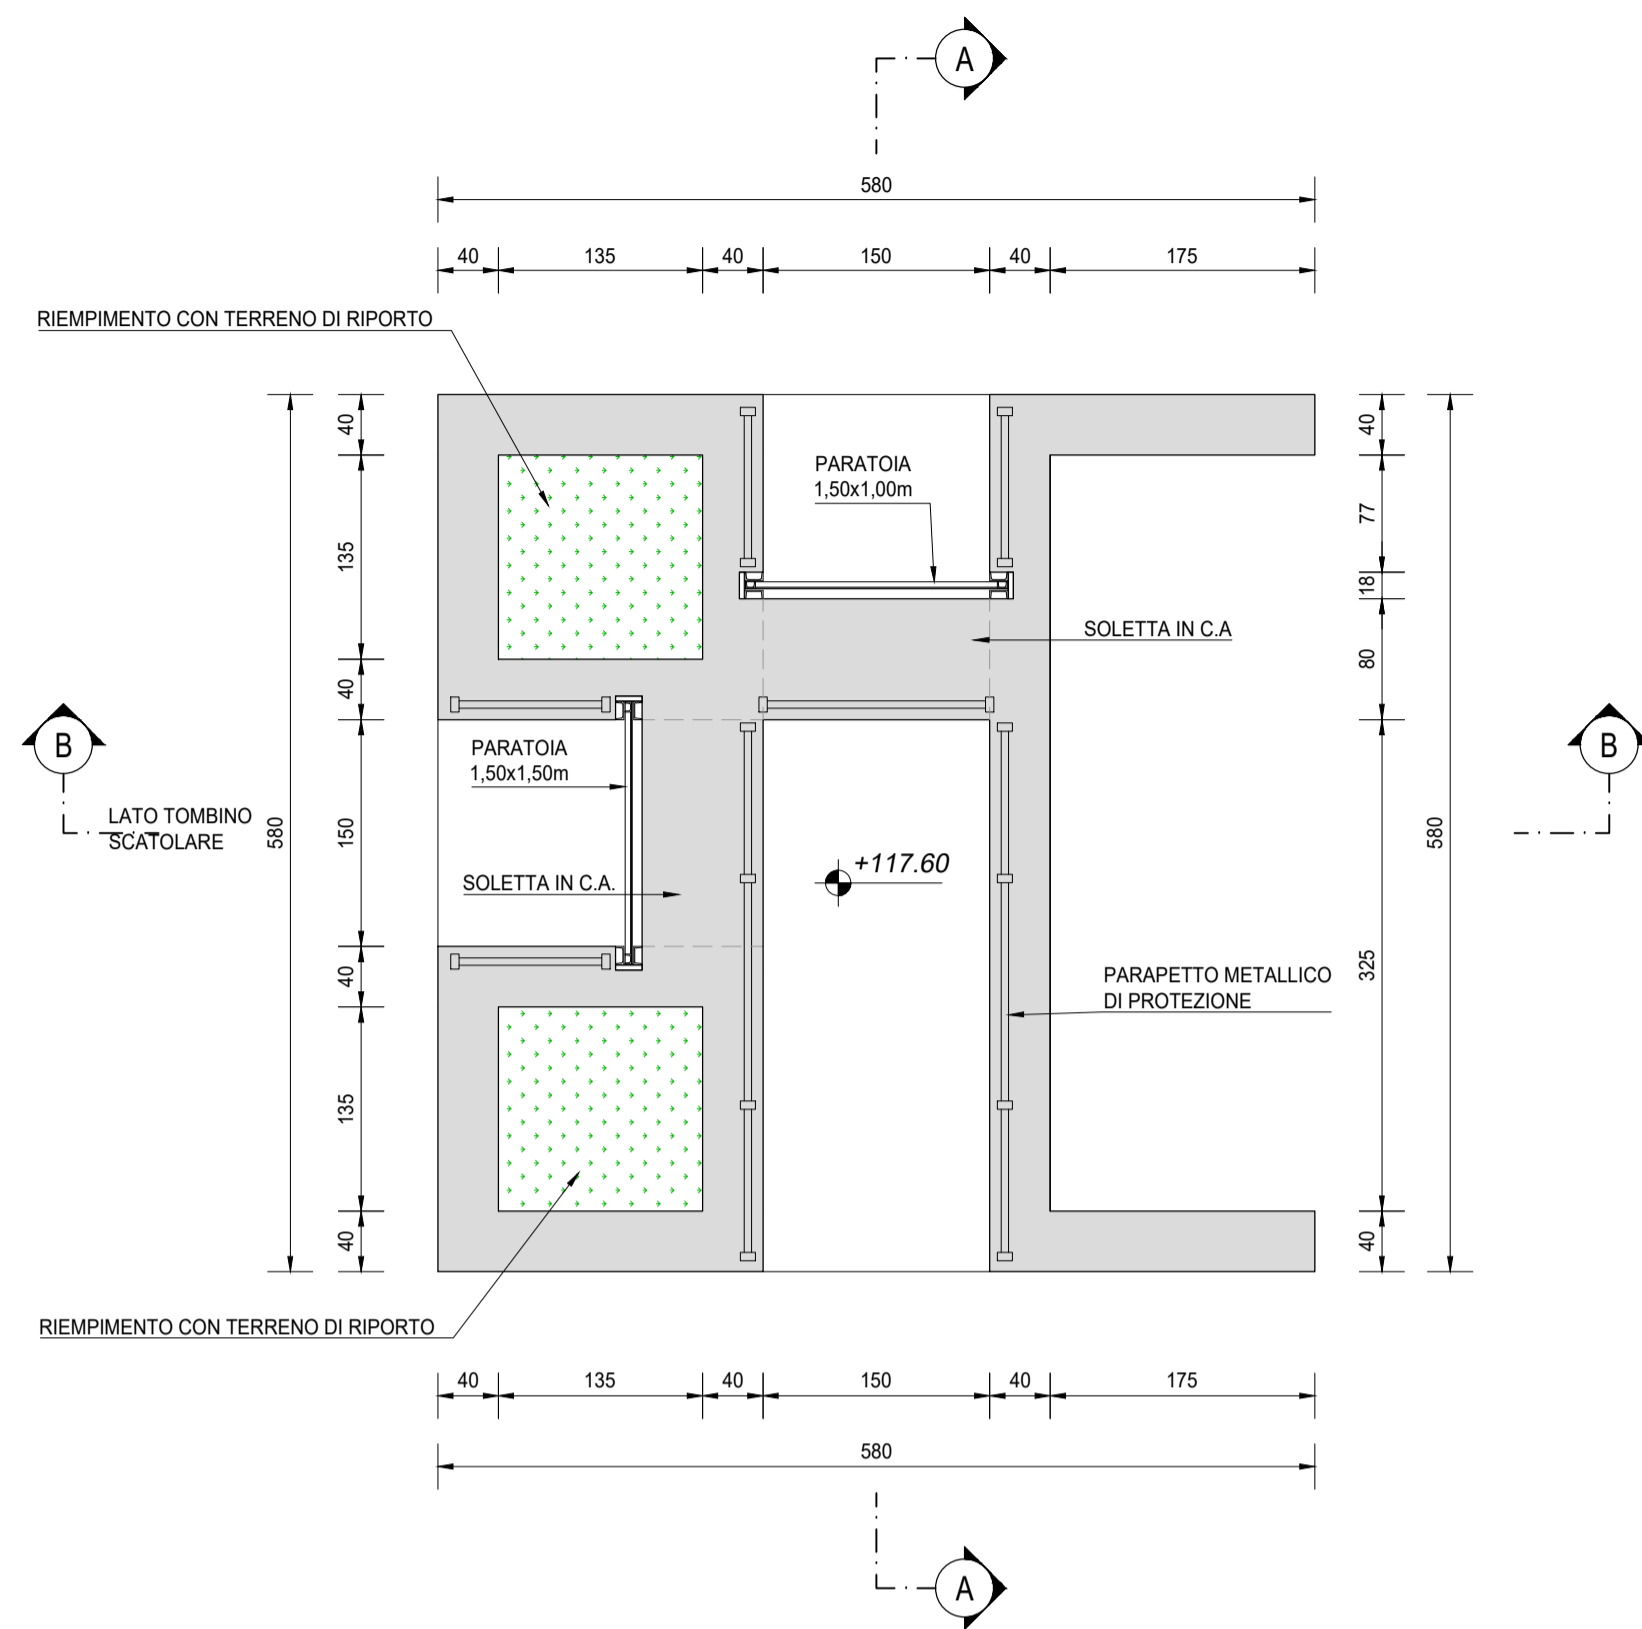 A
580
40 135 40 150 40 175
RIEMPIMENTO CON TERRENO DI RIPORTO
40
135
40
150
40
135
40
580
PARATOIA
1,50x1,00m
SOLETTA IN C.A
40
77
18
80
325
40
580
B
B
PARATOIA
1,50x1,50m
LATO TOMBINO
SCATOLARE
SOLETTA IN C.A.
+117.60
PARAPETTO METALLICO
DI PROTEZIONE
RIEMPIMENTO CON TERRENO DI RIPORTO
40 135 40 150 40 175
580
A